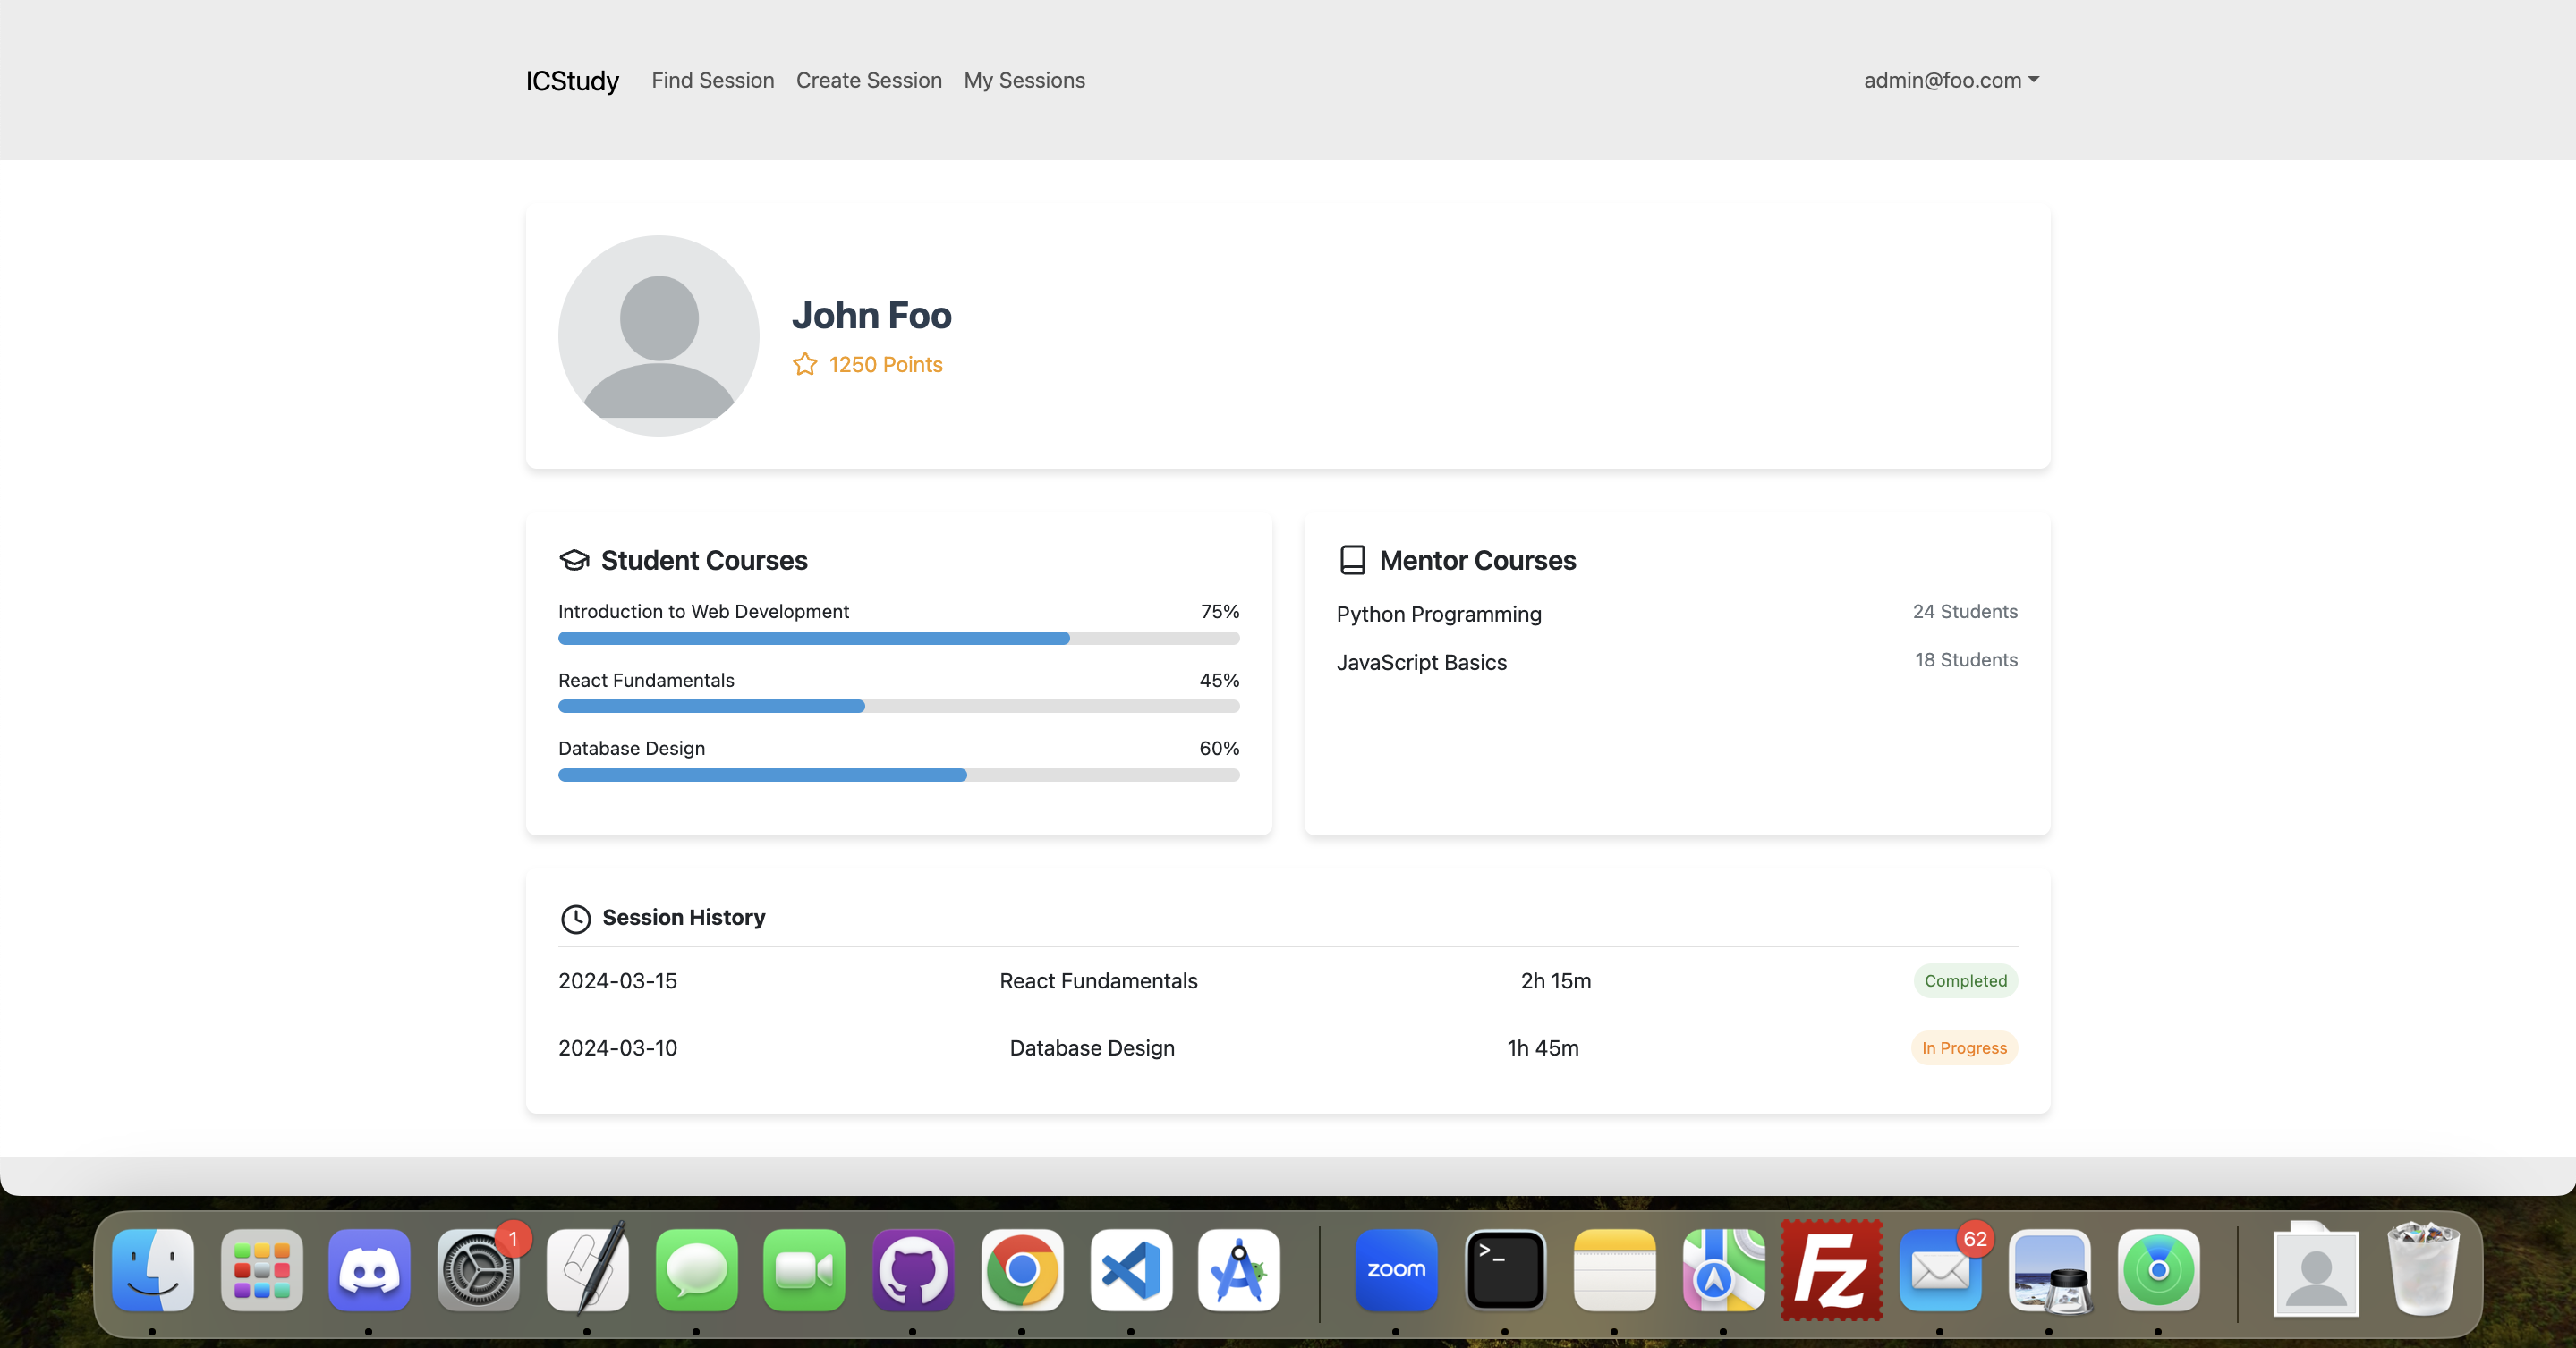 ICStudy Find Session Create Session My Sessions admin@foo.com
John Foo
1250 Points
Student Courses
Introduction to Web Development 75%
React Fundamentals 45%
Database Design 60%
Mentor Courses
Python Programming 24 Students
JavaScript Basics 18 Students
Session History
2024-03-15 React Fundamentals 2h 15m Completed
2024-03-10 Database Design 1h 45m In Progress
1
zoom
>_
Fz
62